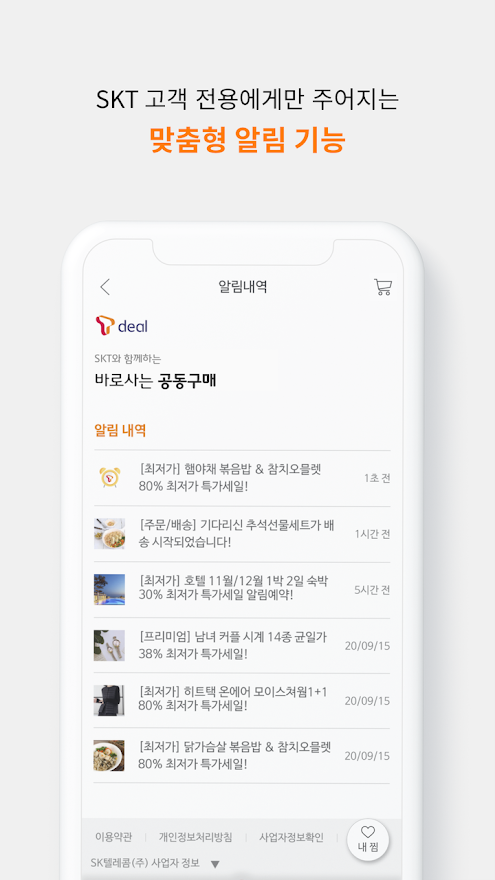 SKT 고객 전용에게만 주어지는
맞춤형 알림 기능
알림내역
T deal
SKT와 함께하는
바로사는 공동구매
알림 내역
[최저가] 햄야채 볶음밥 & 참치오믈렛
80% 최저가 특가세일!
1초 전
[주문/배송] 기다리신 추석선물세트가 배
송 시작되었습니다!
1시간 전
[최저가] 호텔 11월/12월 1박 2일 숙박
30% 최저가 특가세일 알림예약!
5시간 전
[프리미엄] 남녀 커플 시계 14종 균일가
38% 최저가 특가세일!
20/09/15
[최저가] 히트택 온에어 모이스쳐웜1+1
80% 최저가 특가세일!
20/09/15
[최저가] 닭가슴살 볶음밥 & 참치오믈렛
80% 최저가 특가세일!
20/09/15
이용약관 | 개인정보처리방침 | 사업자정보확인 |
내 찜
SK텔레콤(주) 사업자 정보 ▼